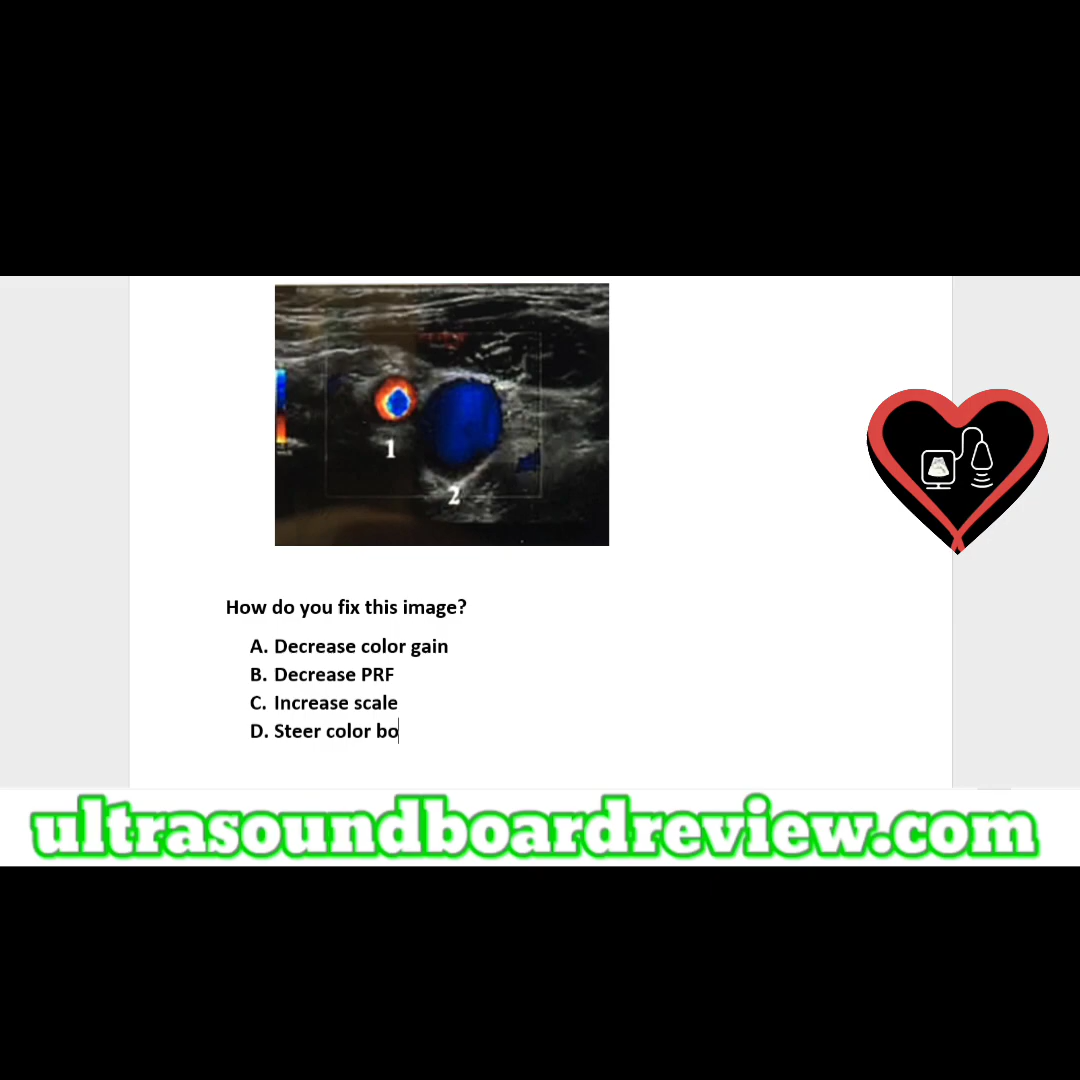 1
2
How do you fix this image?
A. Decrease color gain
B. Decrease PRF
C. Increase scale
D. Steer color bo
ultrasoundboardreview.com